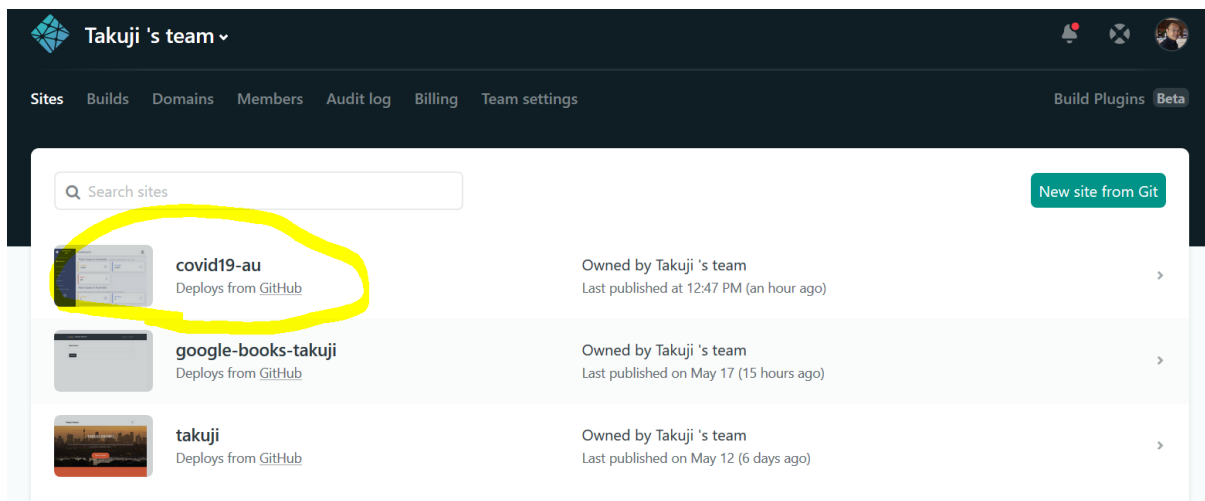 Takuji 's team
Sites Builds Domains Members Audit log Billing Team settings Build Plugins Beta
Search sites New site from Git
covid19-au Owned by Takuji 's team
Deploys from GitHub Last published at 12:47 PM (an hour ago)
google-books-takuji Owned by Takuji 's team
Deploys from GitHub Last published on May 17 (15 hours ago)
takuji Owned by Takuji 's team
Deploys from GitHub Last published on May 12 (6 days ago)